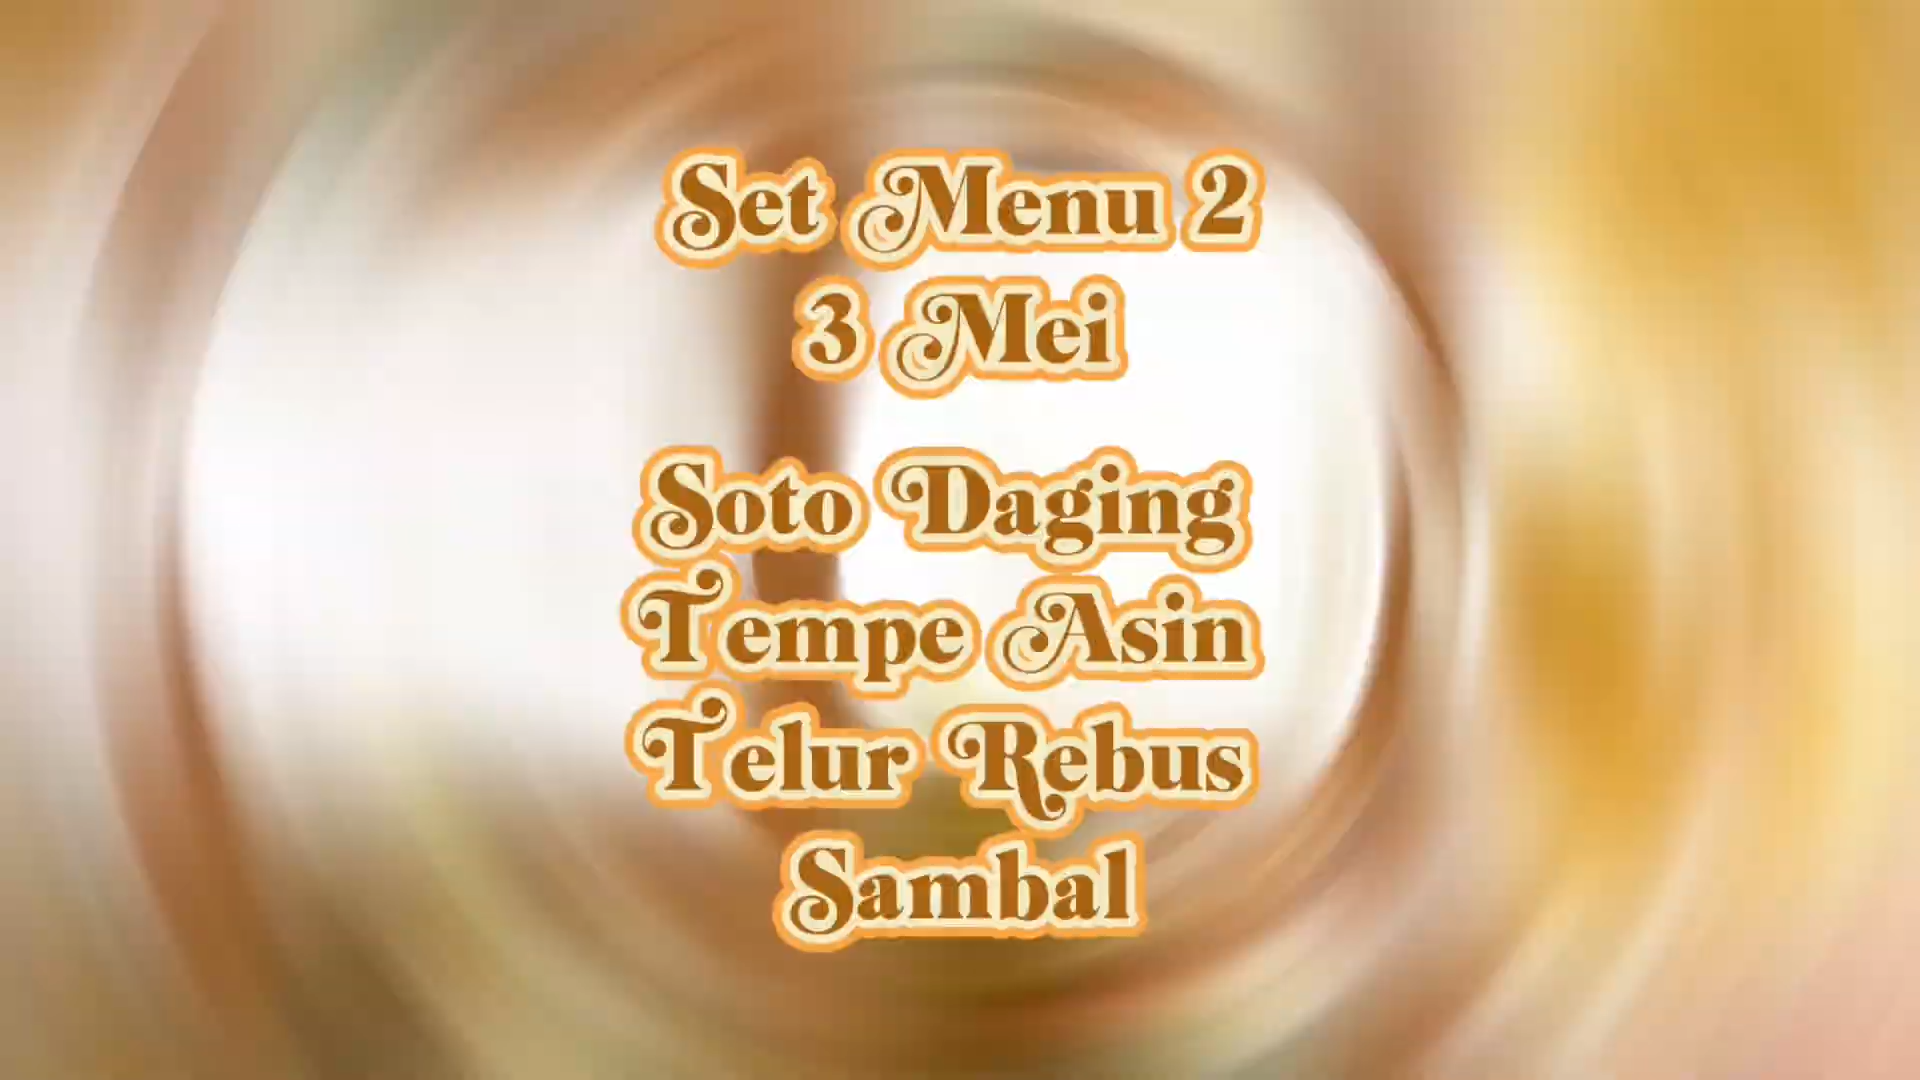 Set Menu 2
3 Mei
Soto Daging
Tempe Asin
Telur Rebus
Sambal